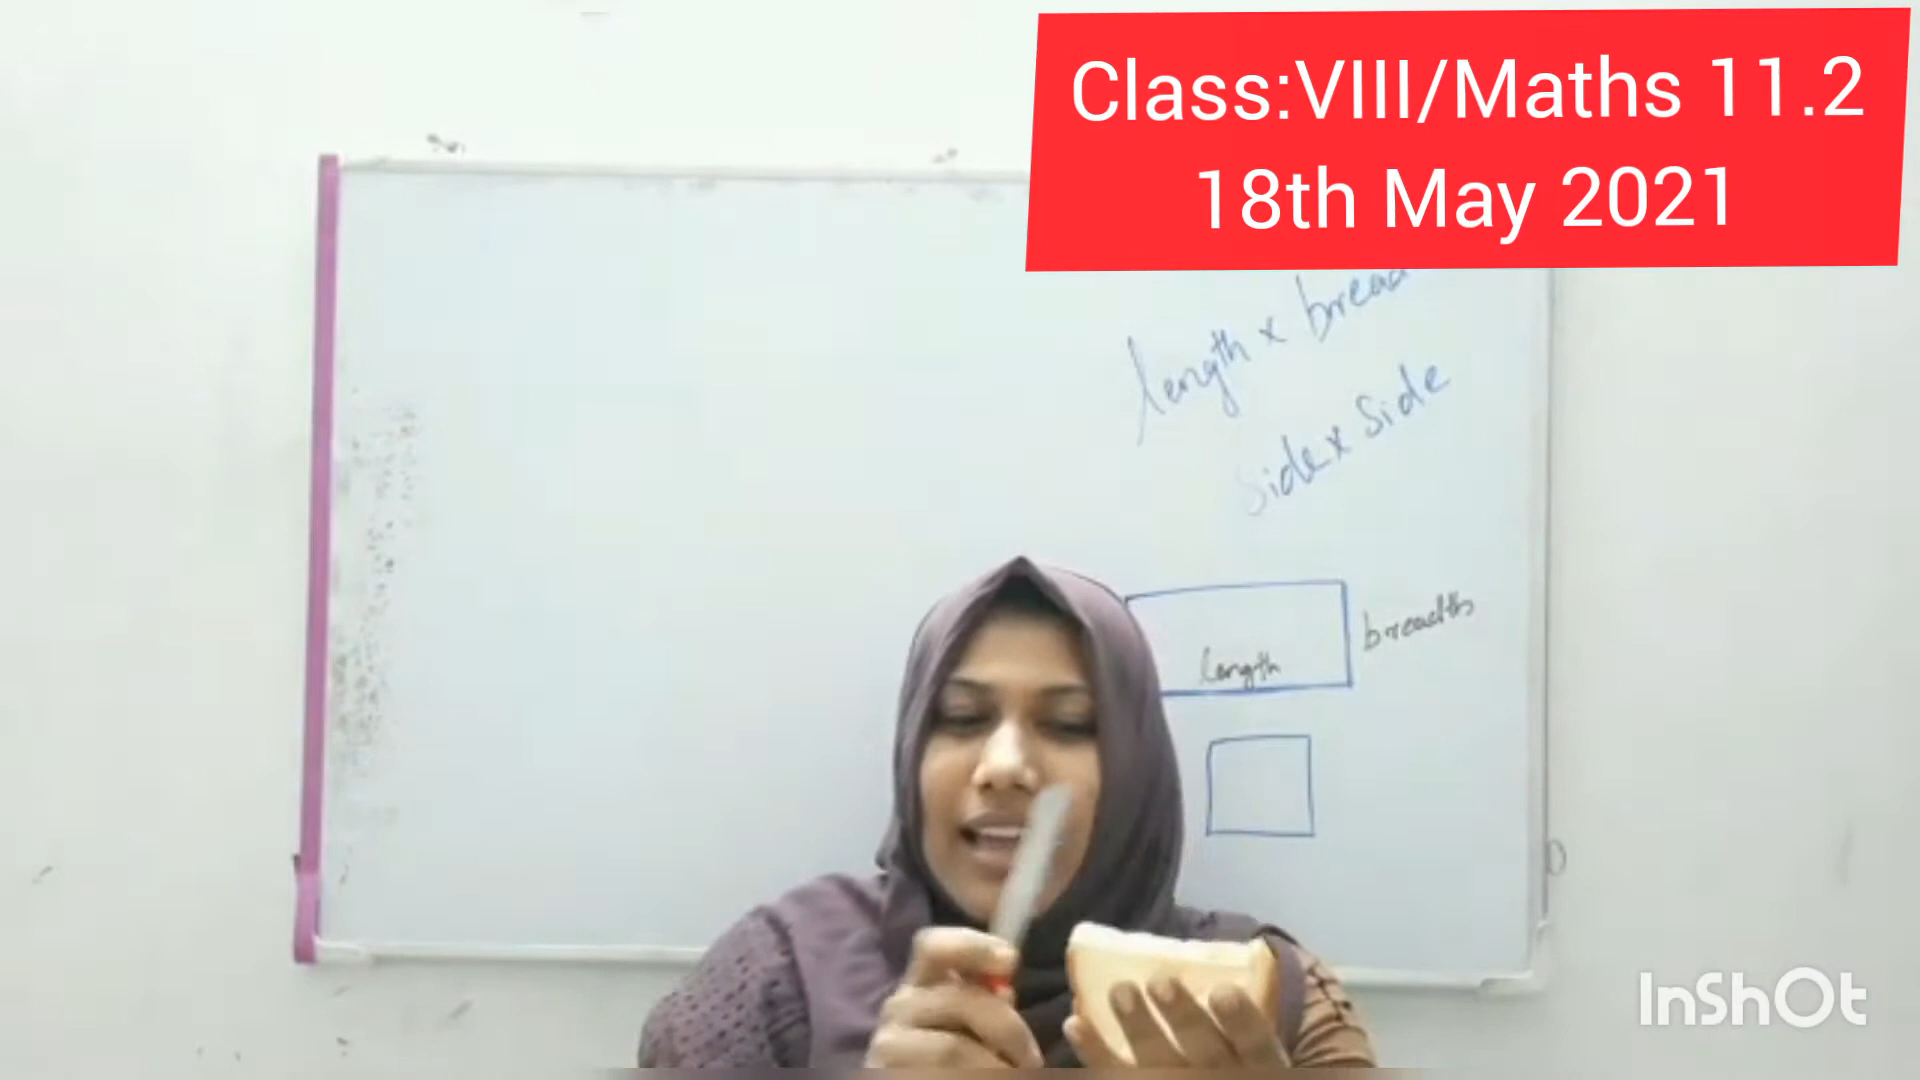 Class:VIII/Maths 11.2
18th May 2021
length x bread
side x side
breadth
length
InShOt